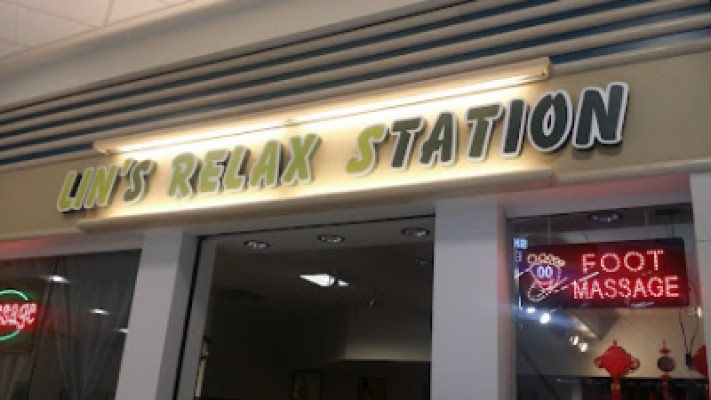 LIN'S RELAX STATION
FOOT
MASSAGE